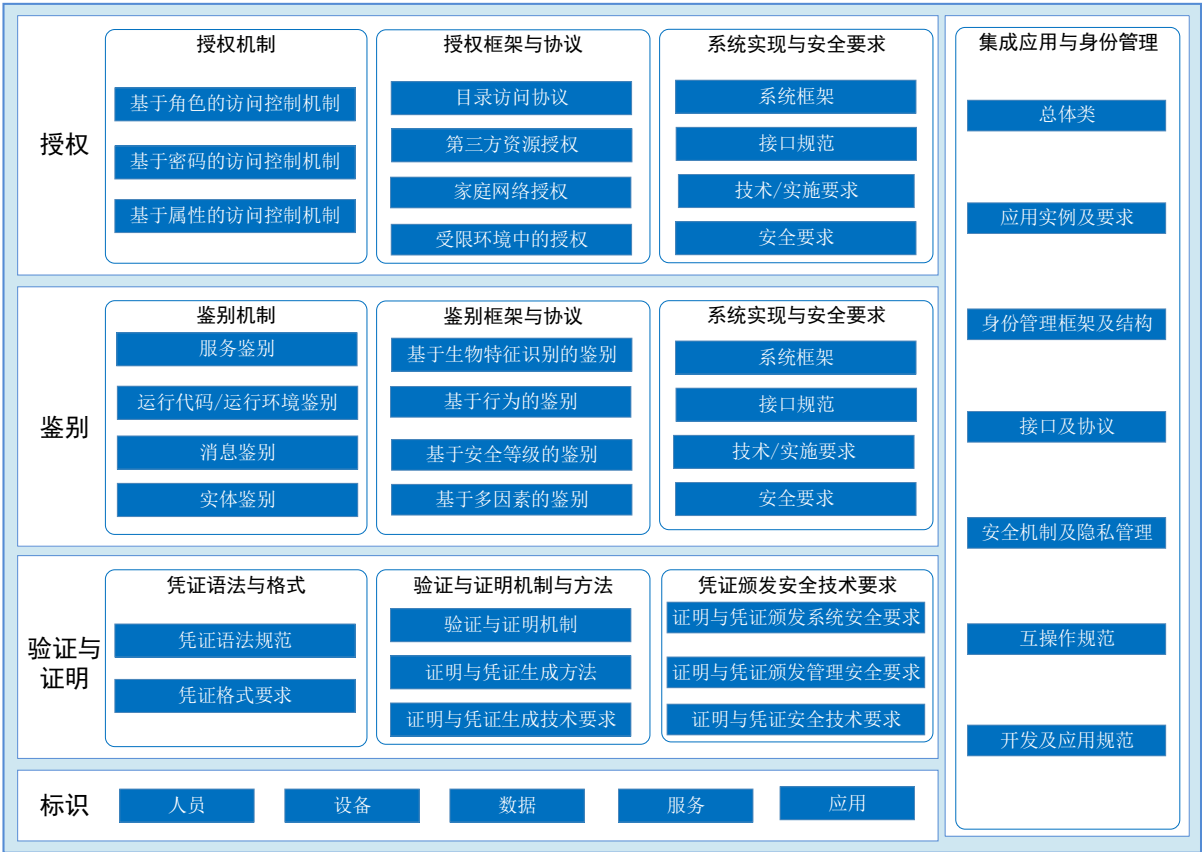 授权
授权机制
基于角色的访问控制机制
基于密码的访问控制机制
基于属性的访问控制机制
授权框架与协议
目录访问协议
第三方资源授权
家庭网络授权
受限环境中的授权
系统实现与安全要求
系统框架
接口规范
技术/实施要求
安全要求
鉴别
鉴别机制
服务鉴别
运行代码/运行环境鉴别
消息鉴别
实体鉴别
鉴别框架与协议
基于生物特征识别的鉴别
基于行为的鉴别
基于安全等级的鉴别
基于多因素的鉴别
系统实现与安全要求
系统框架
接口规范
技术/实施要求
安全要求
验证与
证明
凭证语法与格式
凭证语法规范
凭证格式要求
验证与证明机制与方法
验证与证明机制
证明与凭证生成方法
证明与凭证生成技术要求
凭证颁发安全技术要求
证明与凭证颁发系统安全要求
证明与凭证颁发管理安全要求
证明与凭证安全技术要求
标识
人员
设备
数据
服务
应用
集成应用与身份管理
总体类
应用实例及要求
身份管理框架及结构
接口及协议
安全机制及隐私管理
互操作规范
开发及应用规范